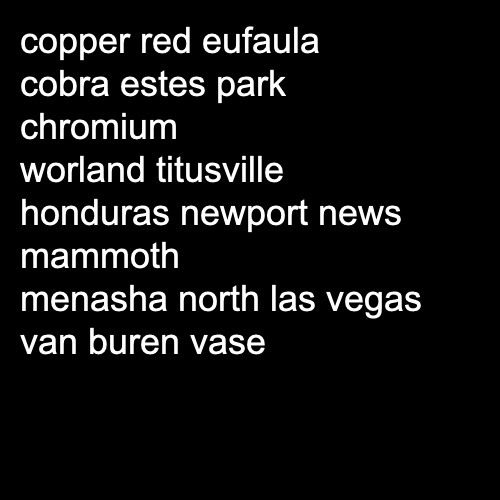 copper red eufaula
cobra estes park
chromium
worland titusville
honduras newport news
mammoth
menasha north las vegas
van buren vase